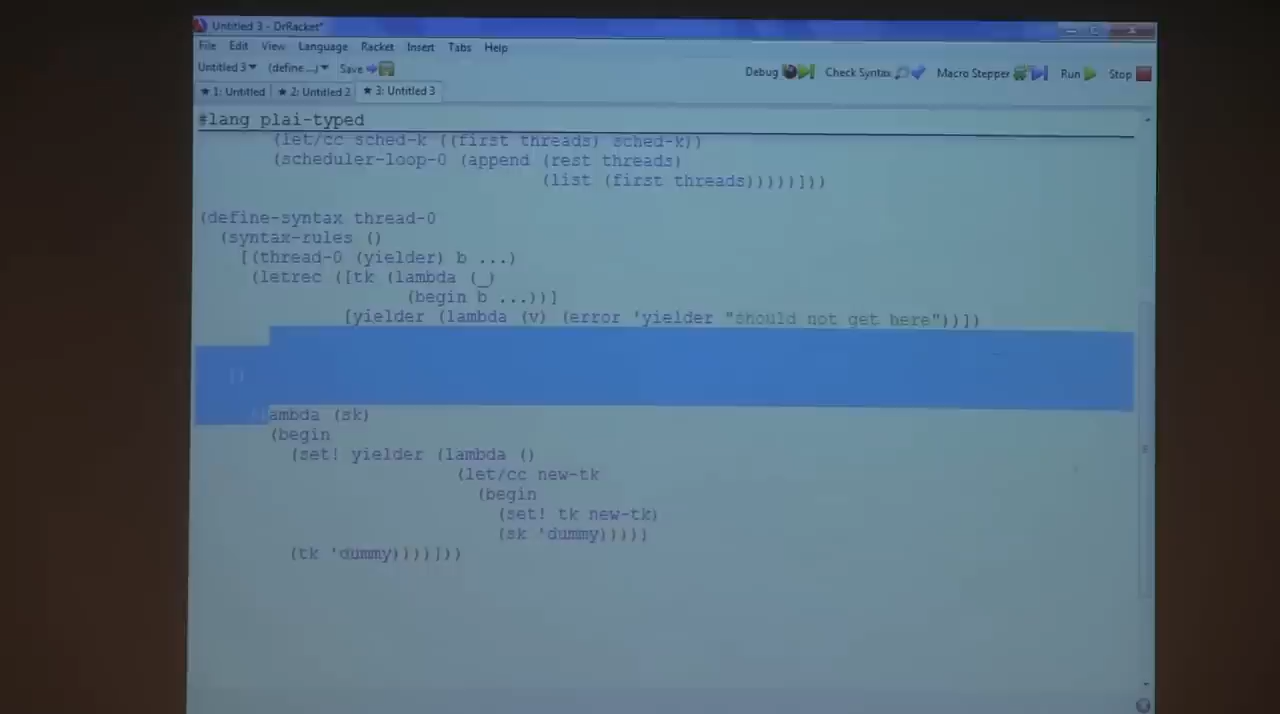 Untitled 3 - DrRacket*
File Edit View Language Racket Insert Tabs Help
Untitled 3 (define ...) Save Debug Check Syntax Macro Stepper Run Stop
1: Untitled 2: Untitled 2 3: Untitled 3
#lang plai-typed
(let/cc sched-k ((first threads) sched-k))
(scheduler-loop-0 (append (rest threads)
(list (first threads)))))]))
(define-syntax thread-0
(syntax-rules ()
[(thread-0 (yielder) b ...)
(letrec ([tk (lambda (_)
(begin b ...))]
[yielder (lambda (v) (error 'yielder "should not get here"))])
])
(lambda (sk)
(begin
(set! yielder (lambda ()
(let/cc new-tk
(begin
(set! tk new-tk)
(sk 'dummy)))))
(tk 'dummy))))]))